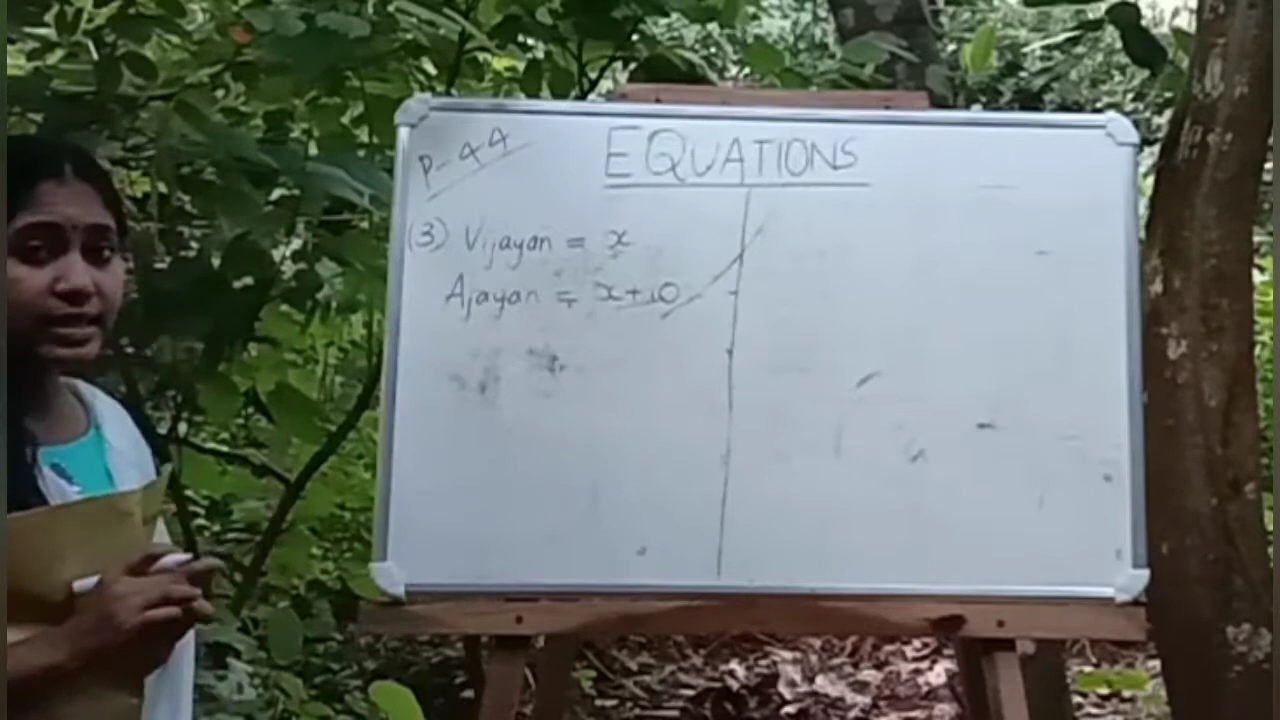 P-44
EQUATIONS
(3) Vijayan = x
Ajayan = x+10